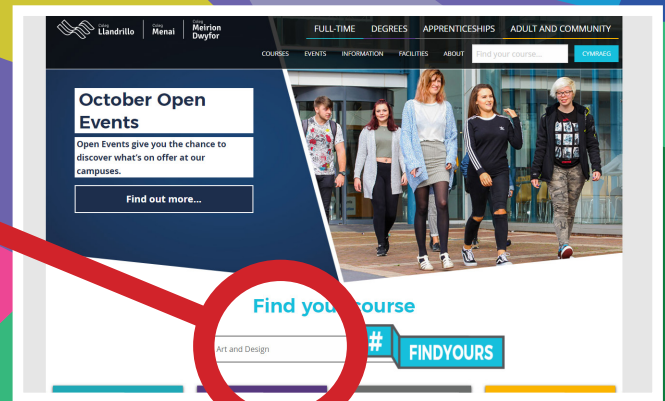 Coleg
Llandrillo
Coleg
Menai
Coleg
Meirion
Dwyfor
FULL-TIME DEGREES APPRENTICESHIPS ADULT AND COMMUNITY
COURSES EVENTS INFORMATION FACILITIES ABOUT Find your course... CYMRAEG
October Open
Events
Open Events give you the chance to
discover what's on offer at our
campuses.
Find out more...
Find your course
Art and Design
#
FINDYOURS